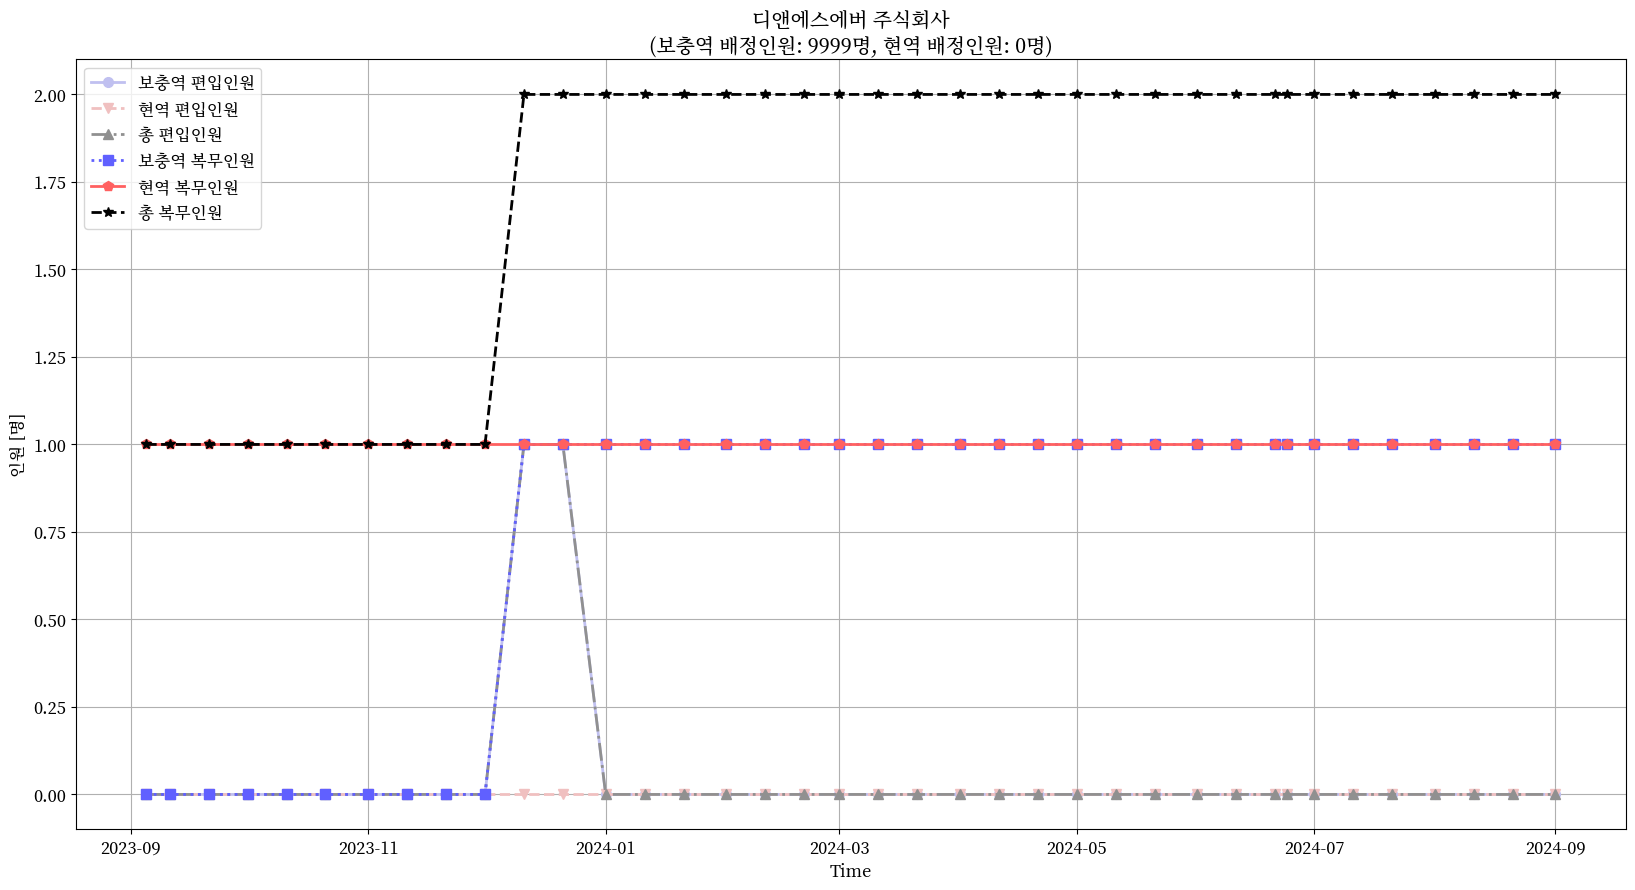 디앤에스에버 주식회사
(보충역 배정인원: 9999명, 현역 배정인원: 0명)
보충역 편입인원
현역 편입인원
총 편입인원
보충역 복무인원
현역 복무인원
총 복무인원
2.00
1.75
1.50
1.25
1.00
0.75
0.50
0.25
0.00
인원 [명]
2023-09 2023-11 2024-01 2024-03 2024-05 2024-07 2024-09
Time